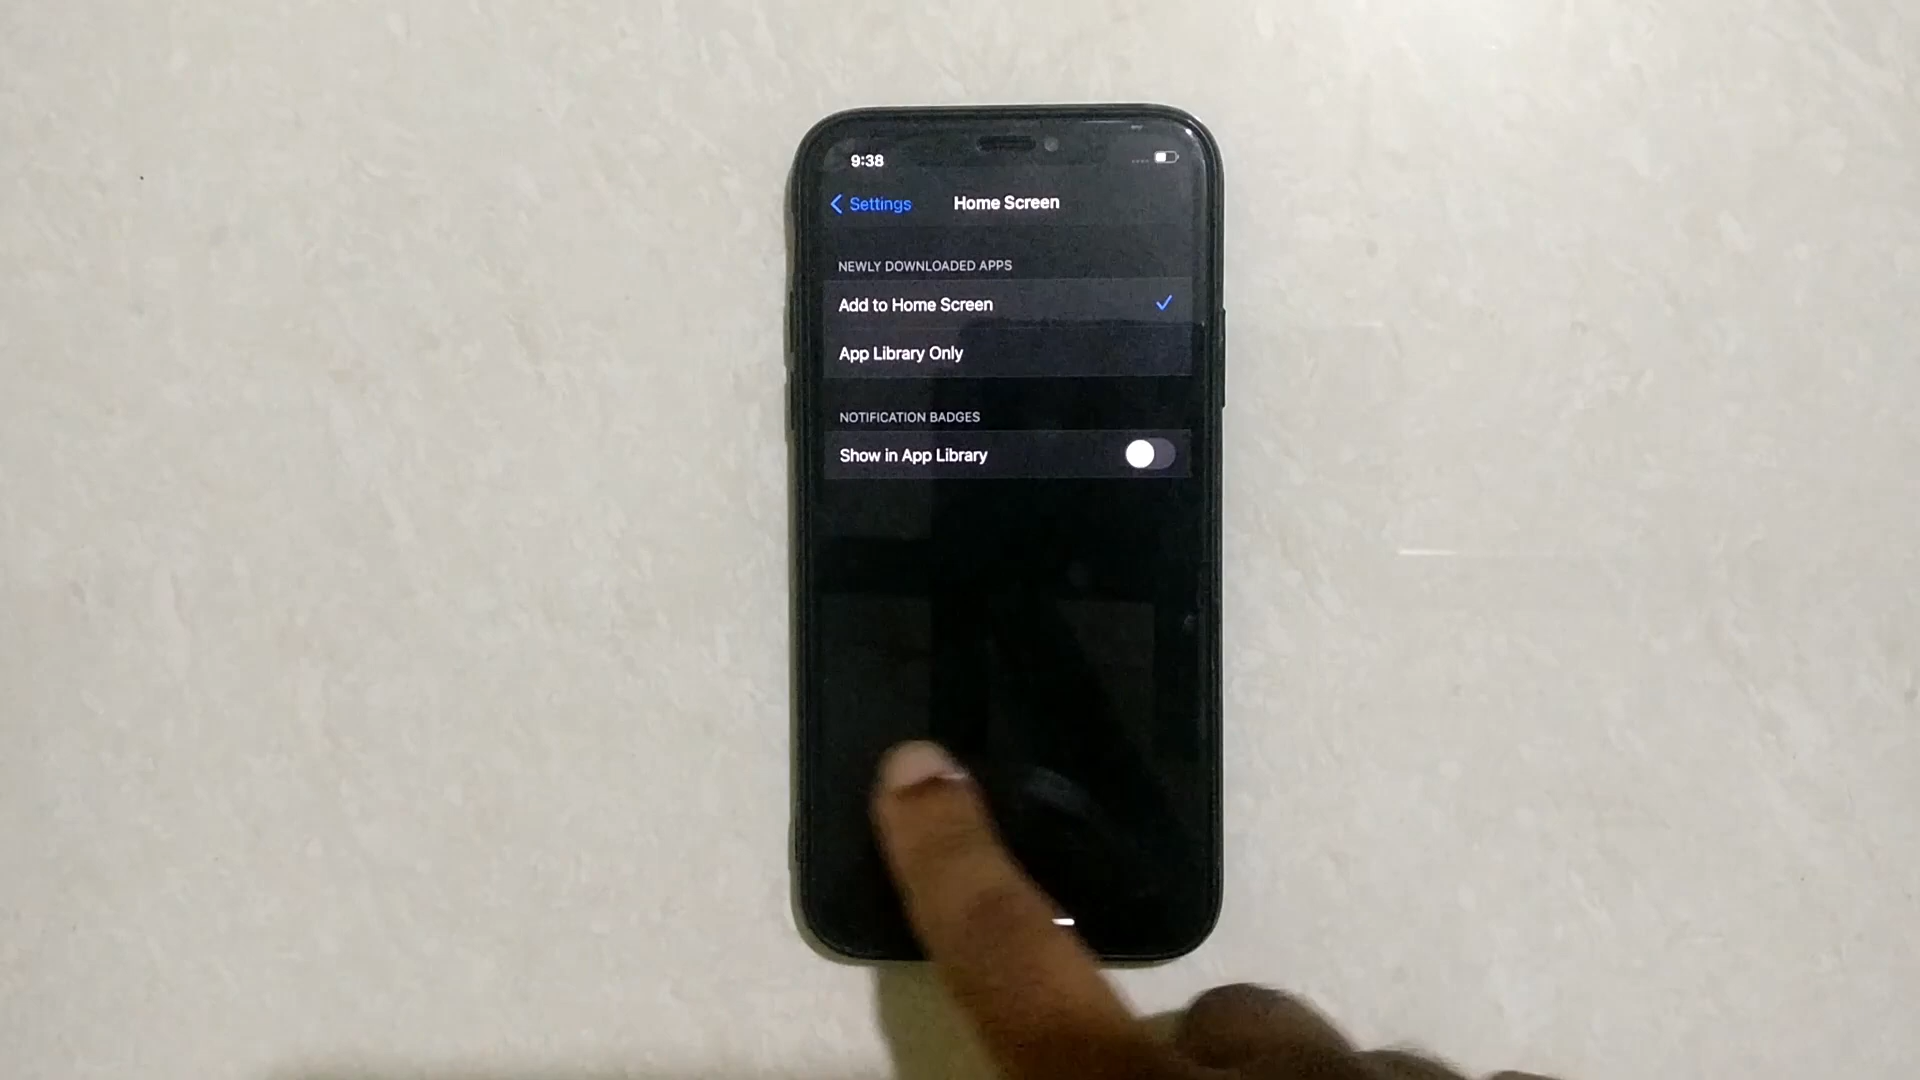 9:38
Settings
Home Screen
NEWLY DOWNLOADED APPS
Add to Home Screen
App Library Only
NOTIFICATION BADGES
Show in App Library